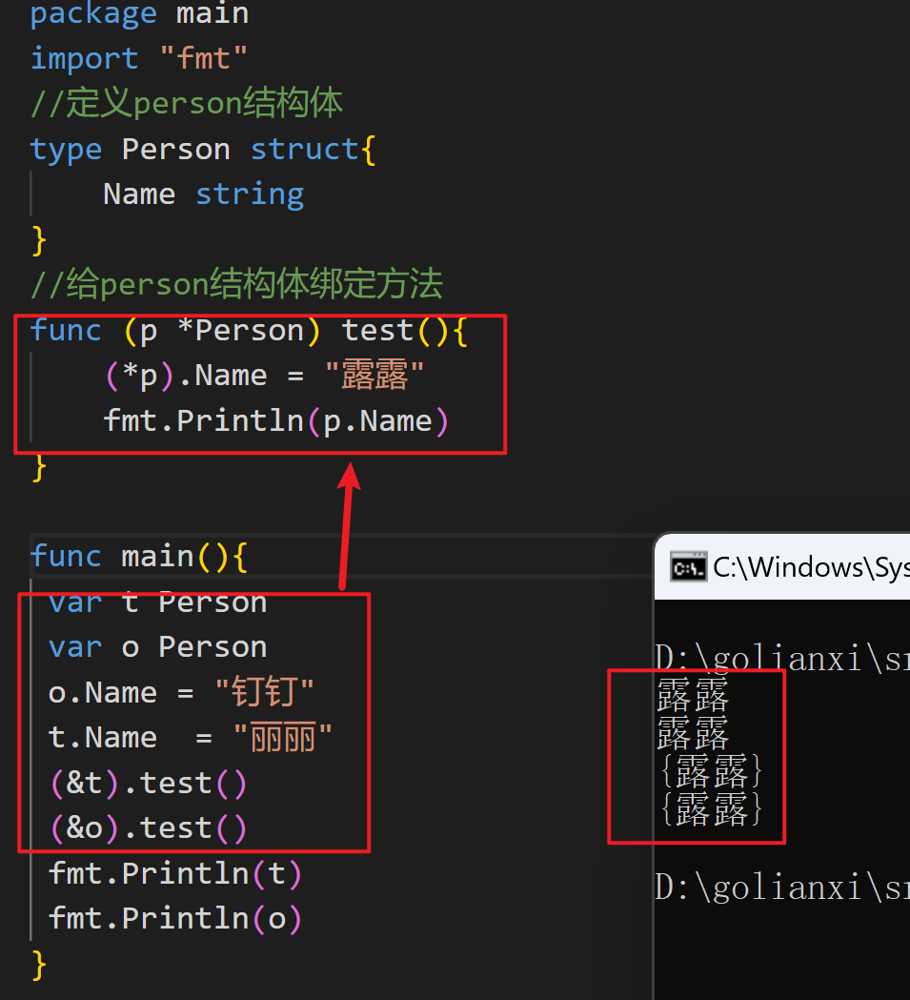 package main
import "fmt"
//定义person结构体
type Person struct{
    Name string
}
//给person结构体绑定方法
func (p *Person) test(){
    (*p).Name = "露露"
    fmt.Println(p.Name)
}
func main(){
 var t Person
 var o Person
 o.Name = "钉钉"
 t.Name  = "丽丽"
 (&t).test()
 (&o).test()
 fmt.Println(t)
 fmt.Println(o)
}
C:\Windows\Sys
D:\golianxi\sr
露露
露露
{露露}
{露露}
D:\golianxi\sr